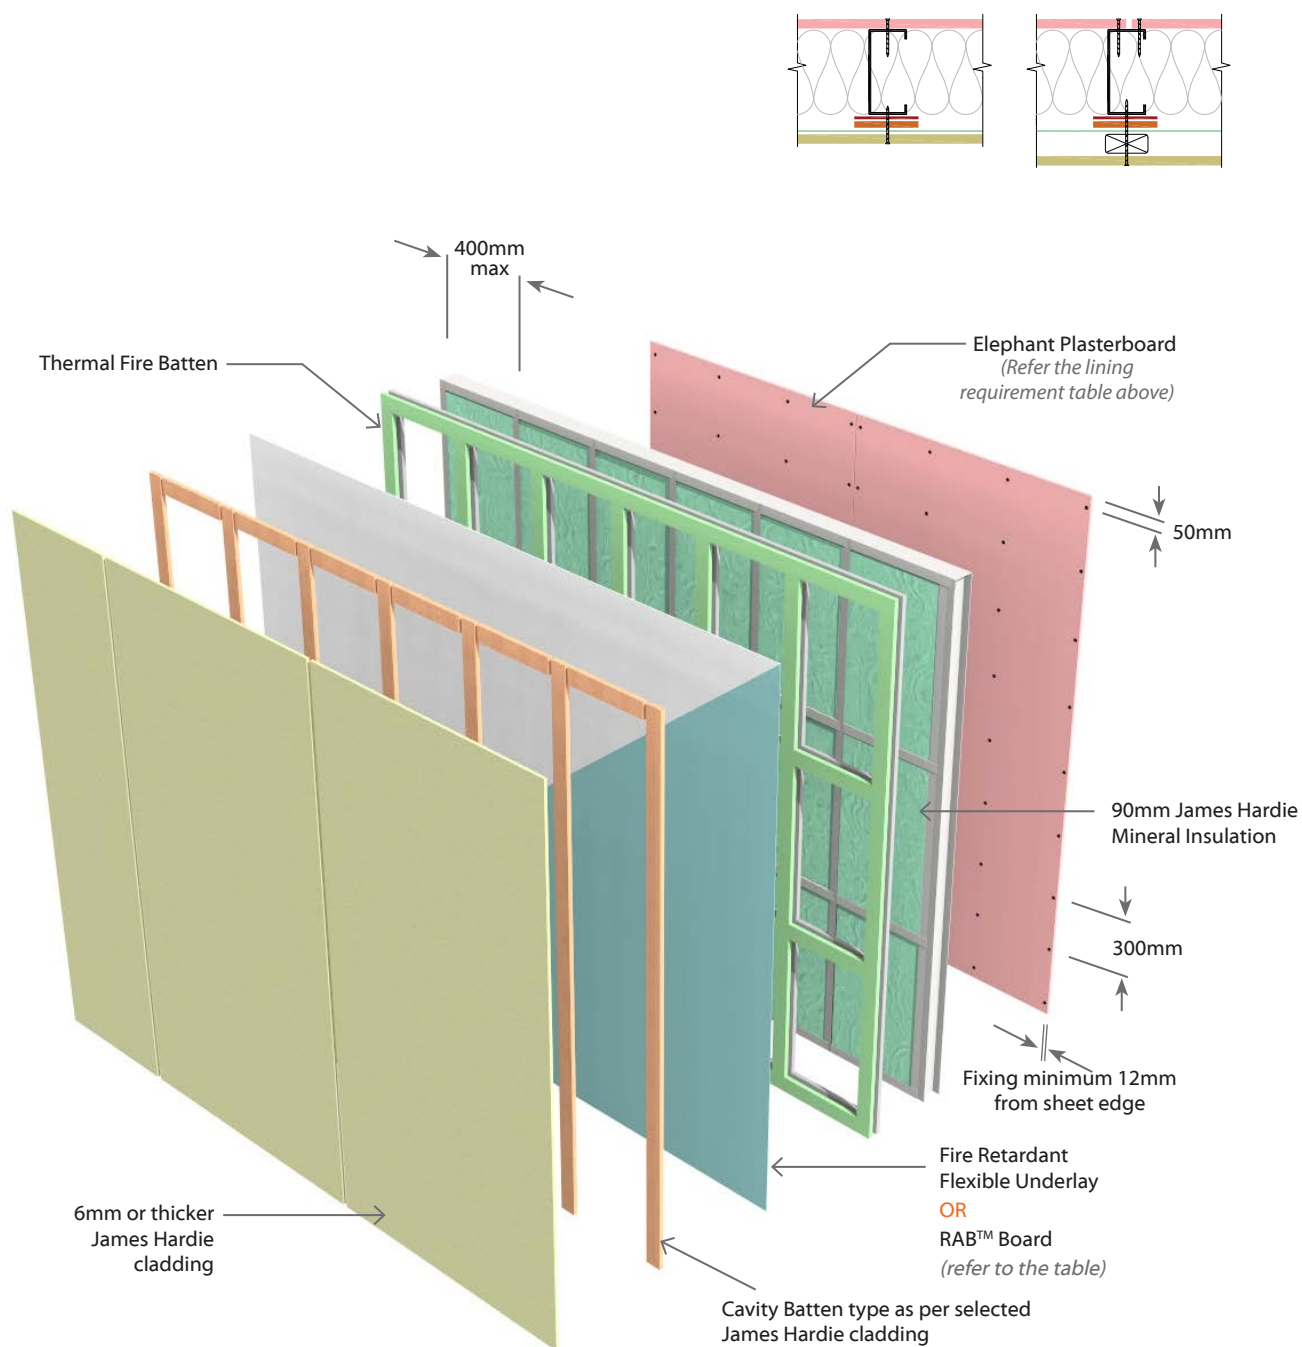 400mm
max
Thermal Fire Batten
Elephant Plasterboard
(Refer the lining
requirement table above)
50mm
90mm James Hardie
Mineral Insulation
300mm
Fixing minimum 12mm
from sheet edge
Fire Retardant
Flexible Underlay
OR
RAB™ Board
(refer to the table)
6mm or thicker
James Hardie
cladding
Cavity Batten type as per selected
James Hardie cladding